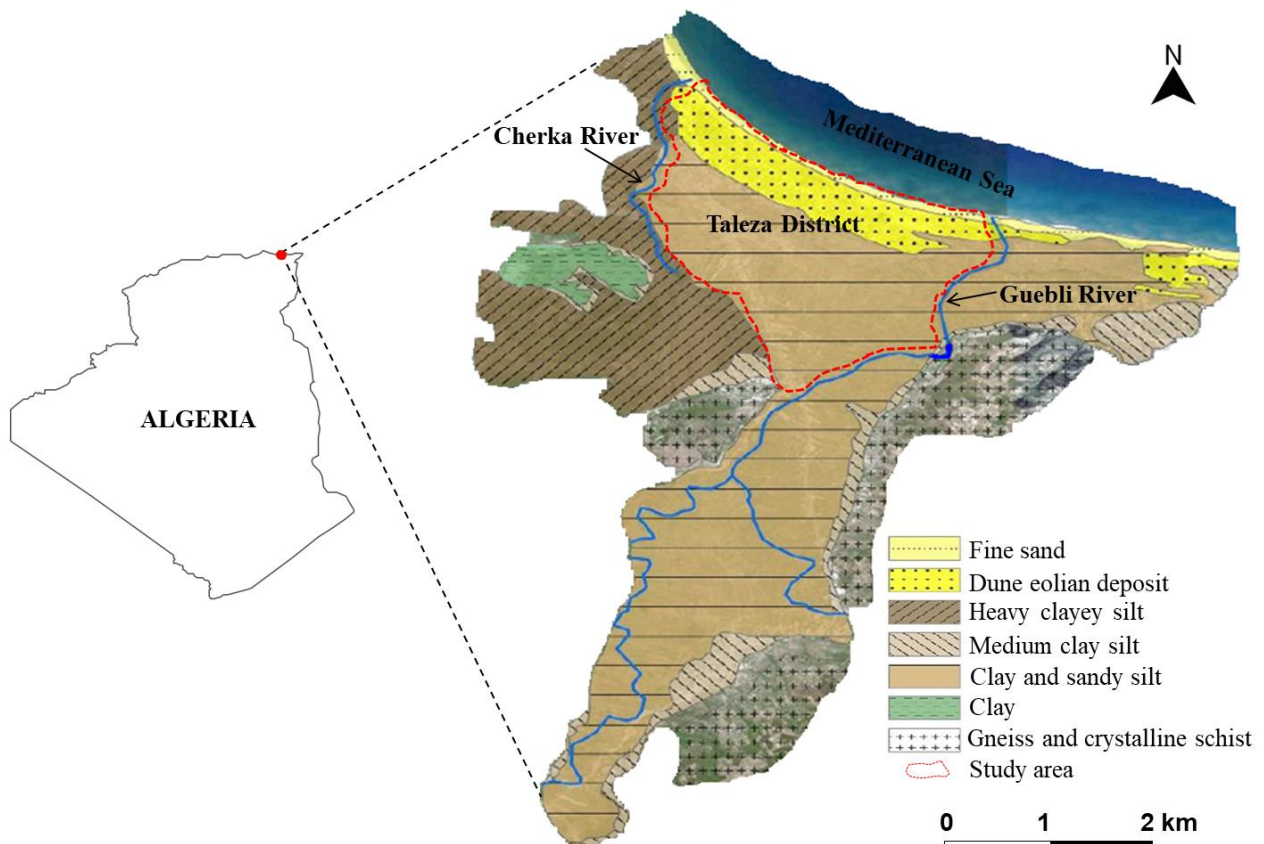 N
Cherka River
Mediterranean Sea
Taleza District
Guebli River
ALGERIA
Fine sand
Dune eolian deposit
Heavy clayey silt
Medium clay silt
Clay and sandy silt
Clay
Gneiss and crystalline schist
Study area
0 1 2 km